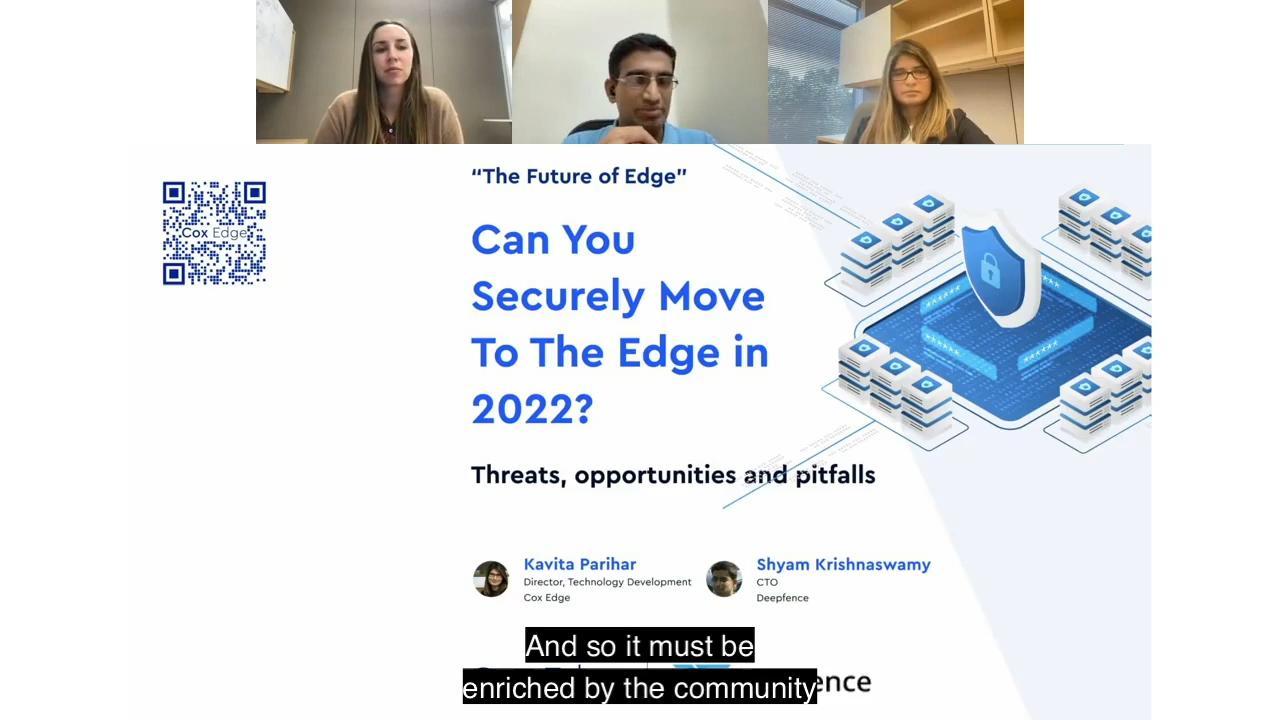 “The Future of Edge”
Cox Edge
Can You
Securely Move
To The Edge in
2022?
Threats, opportunities and pitfalls
Kavita Parihar
Director, Technology Development
Cox Edge
Shyam Krishnaswamy
CTO
Deepfence
And so it must be
enriched by the community